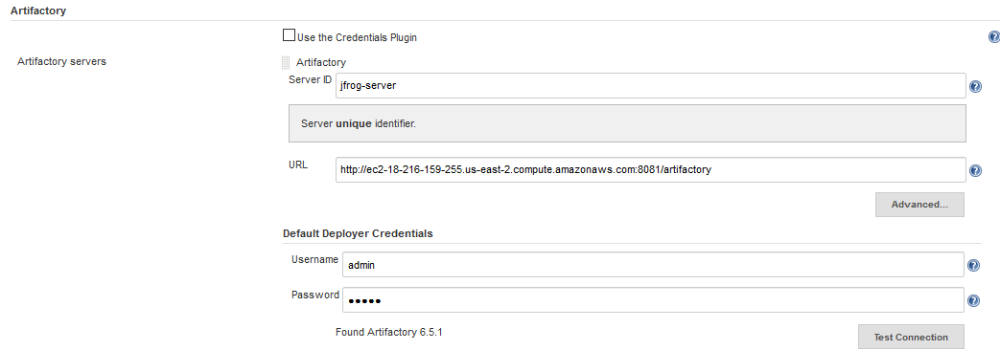 Artifactory
Use the Credentials Plugin
Artifactory servers
Artifactory
Server ID
jfrog-server
Server unique identifier.
URL
http://ec2-18-216-159-255.us-east-2.compute.amazonaws.com:8081/artifactory
Advanced...
Default Deployer Credentials
Username
admin
Password
•••••
Found Artifactory 6.5.1
Test Connection